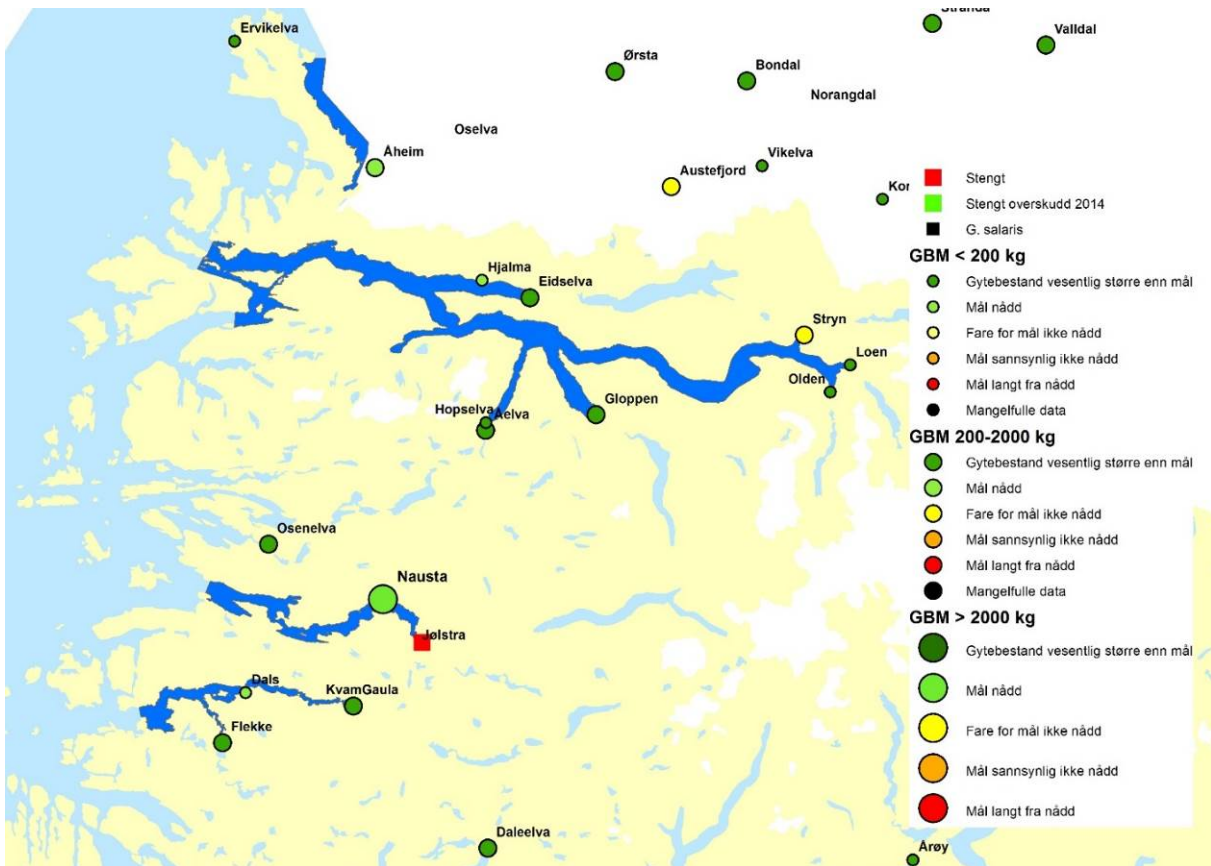 Stranda
Ervikelva
Valldal
Ørsta
Bondal
Norangdal
Oselva
Åheim
Vikelva
Austefjord
Hjalma
Eidselva
Stryn
Loen
Olden
Gloppen
Hopselva
Aelva
Osenelva
Nausta
Jølstra
Dals
KvamGaula
Flekke
Daleelva
Årøy
Stengt
Stengt overskudd 2014
G. salaris
GBM < 200 kg
Gytebestand vesentlig større enn mål
Mål nådd
Fare for mål ikke nådd
Mål sannsynlig ikke nådd
Mål langt fra nådd
Mangelfulle data
GBM 200-2000 kg
Gytebestand vesentlig større enn mål
Mål nådd
Fare for mål ikke nådd
Mål sannsynlig ikke nådd
Mål langt fra nådd
Mangelfulle data
GBM > 2000 kg
Gytebestand vesentlig større enn mål
Mål nådd
Fare for mål ikke nådd
Mål sannsynlig ikke nådd
Mål langt fra nådd